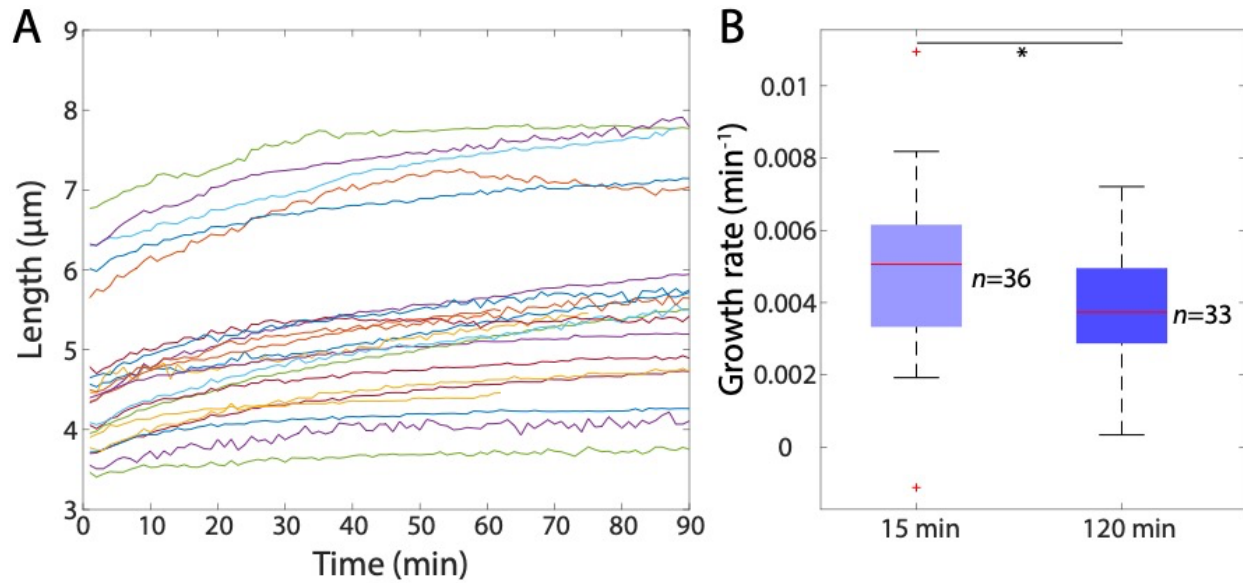 A
Length (μm)
9
8
7
6
5
4
3
0 10 20 30 40 50 60 70 80 90
Time (min)
B
Growth rate (min⁻¹)
*
0.01
0.008
0.006
0.004
0.002
0
n=36
n=33
15 min 120 min